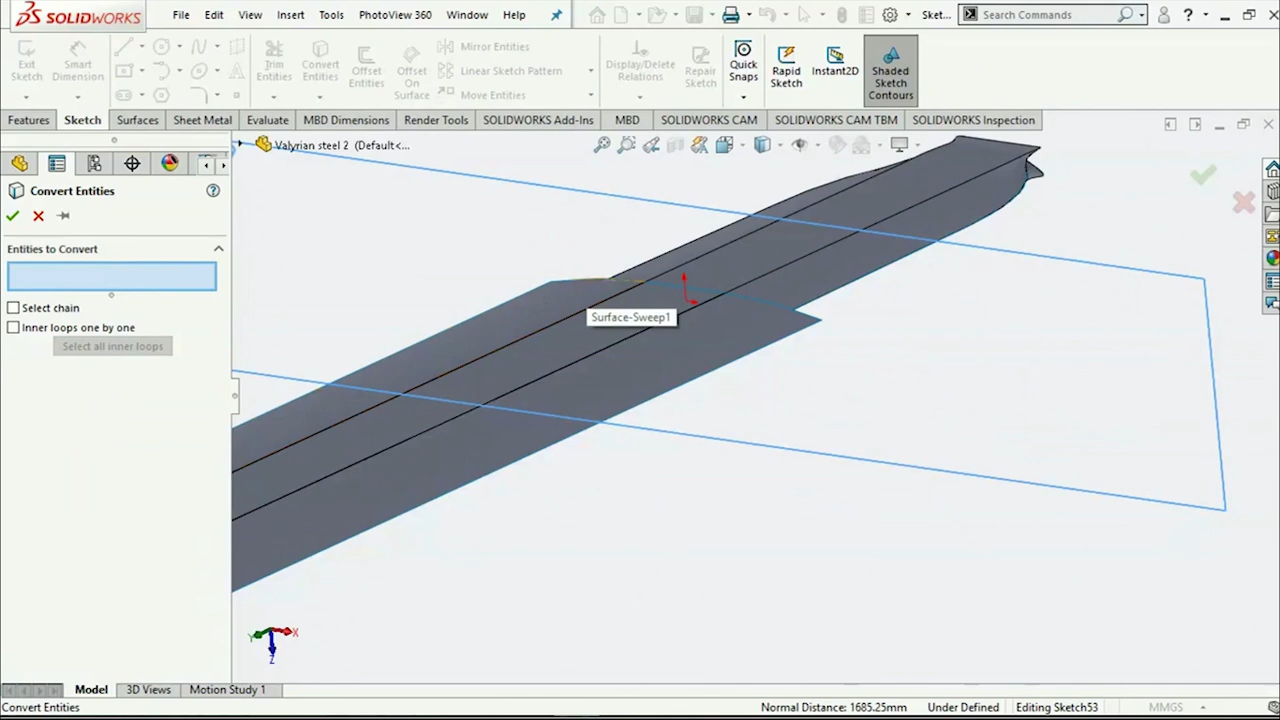 SOLIDWORKS File Edit View Insert Tools PhotoView 360 Window Help Sket... Search Commands ?
Exit Sketch Smart Dimension Trim Entities Convert Entities Offset Entities Offset On Surface Mirror Entities Linear Sketch Pattern Move Entities Display/Delete Relations Repair Sketch Quick Snaps Rapid Sketch Instant2D Shaded Sketch Contours
Features Sketch Surfaces Sheet Metal Evaluate MBD Dimensions Render Tools SOLIDWORKS Add-Ins MBD SOLIDWORKS CAM SOLIDWORKS CAM TBM SOLIDWORKS Inspection
Valyrian steel 2 (Default<...
Convert Entities
Entities to Convert
Select chain
Inner loops one by one
Select all inner loops
Surface-Sweep1
Y X
Z
Model 3D Views Motion Study 1
Convert Entities Normal Distance: 1685.25mm Under Defined Editing Sketch53 MMGS